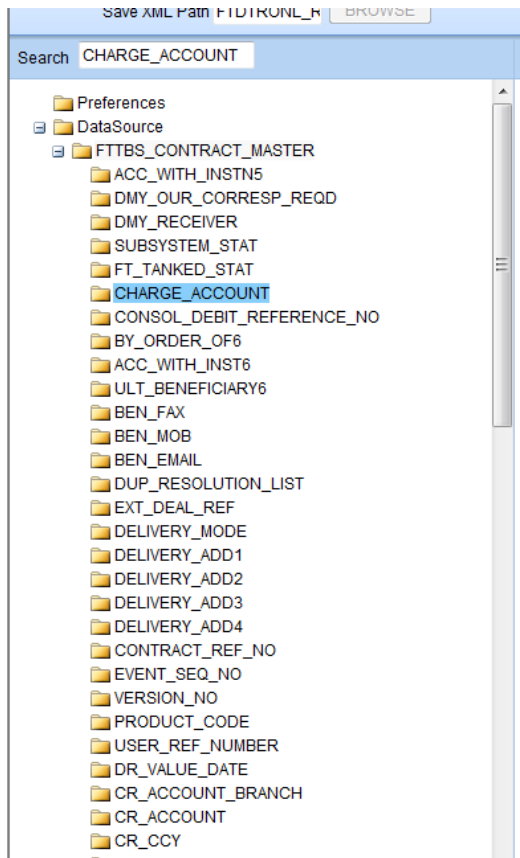 Save XML Path FTDTRONL_R BROWSE
Search CHARGE_ACCOUNT
Preferences
DataSource
FTTBS_CONTRACT_MASTER
ACC_WITH_INSTN5
DMY_OUR_CORRESP_REQD
DMY_RECEIVER
SUBSYSTEM_STAT
FT_TANKED_STAT
CHARGE_ACCOUNT
CONSOL_DEBIT_REFERENCE_NO
BY_ORDER_OF6
ACC_WITH_INST6
ULT_BENEFICIARY6
BEN_FAX
BEN_MOB
BEN_EMAIL
DUP_RESOLUTION_LIST
EXT_DEAL_REF
DELIVERY_MODE
DELIVERY_ADD1
DELIVERY_ADD2
DELIVERY_ADD3
DELIVERY_ADD4
CONTRACT_REF_NO
EVENT_SEQ_NO
VERSION_NO
PRODUCT_CODE
USER_REF_NUMBER
DR_VALUE_DATE
CR_ACCOUNT_BRANCH
CR_ACCOUNT
CR_CCY